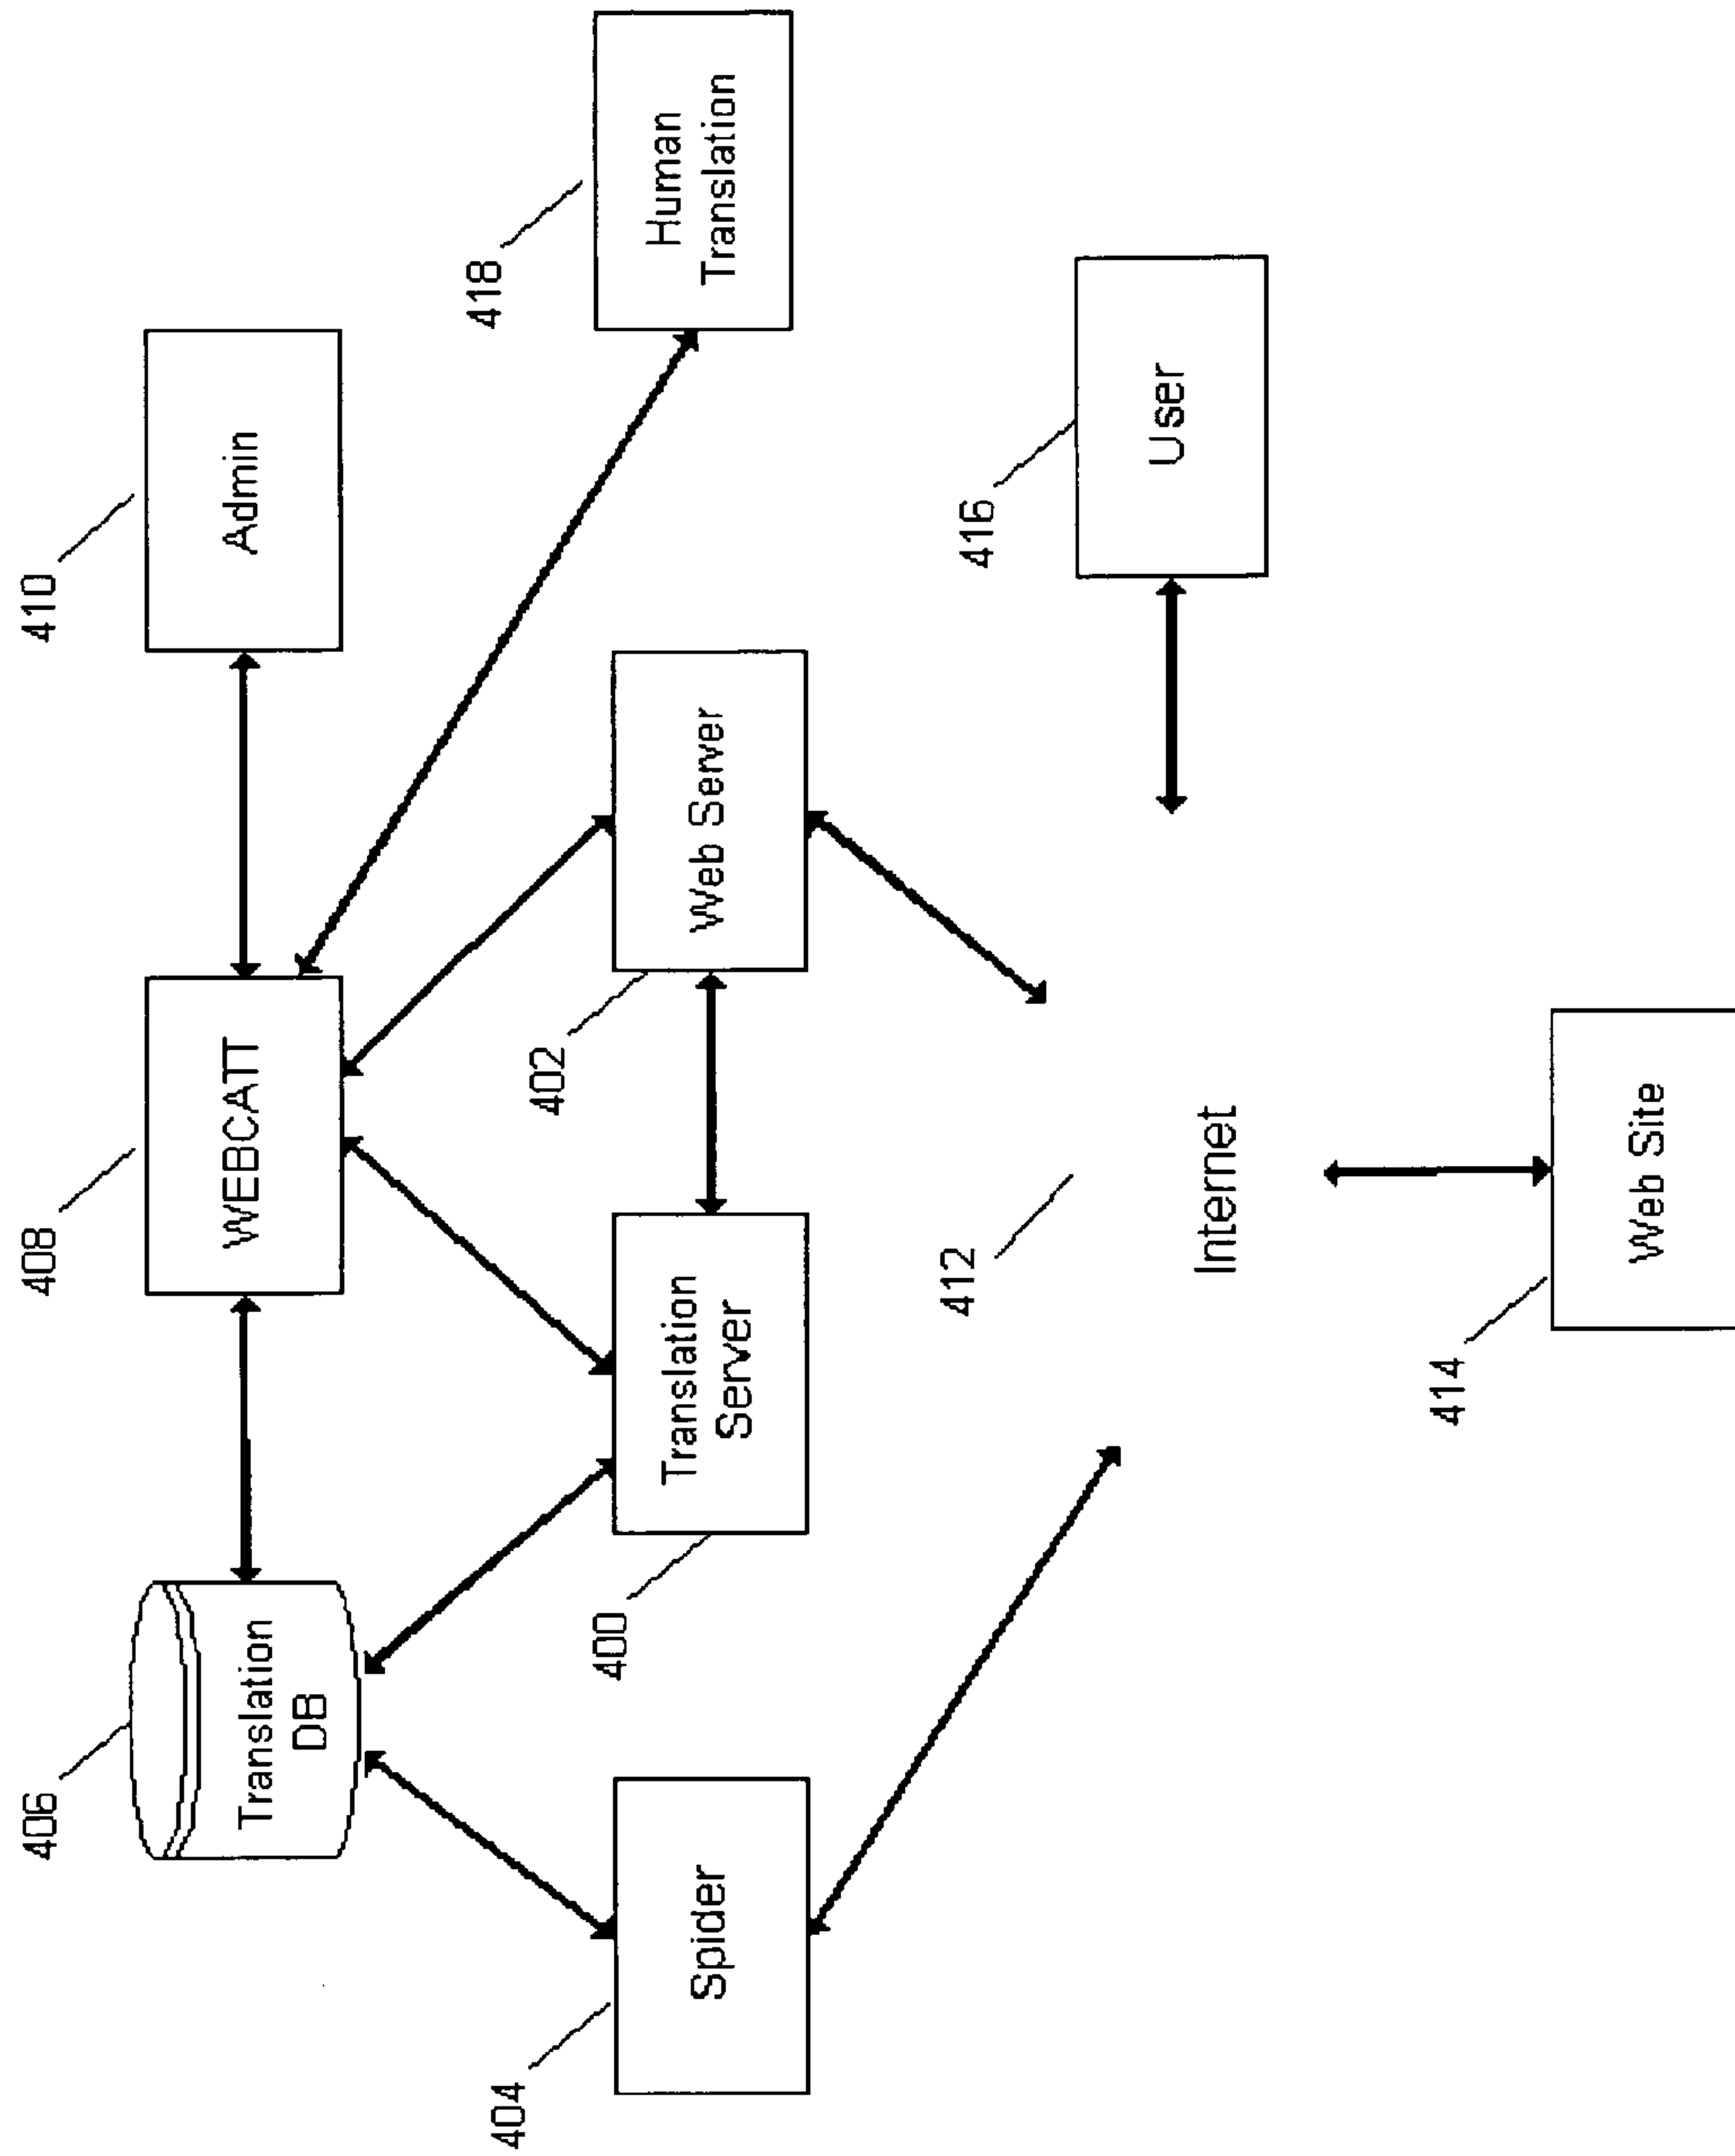 406
408
410
Translation
DB
WEBCATT
Admin
404
400
402
418
Spider
Translation
Server
Web Server
Human
Translation
412
416
Internet
User
414
Web Site